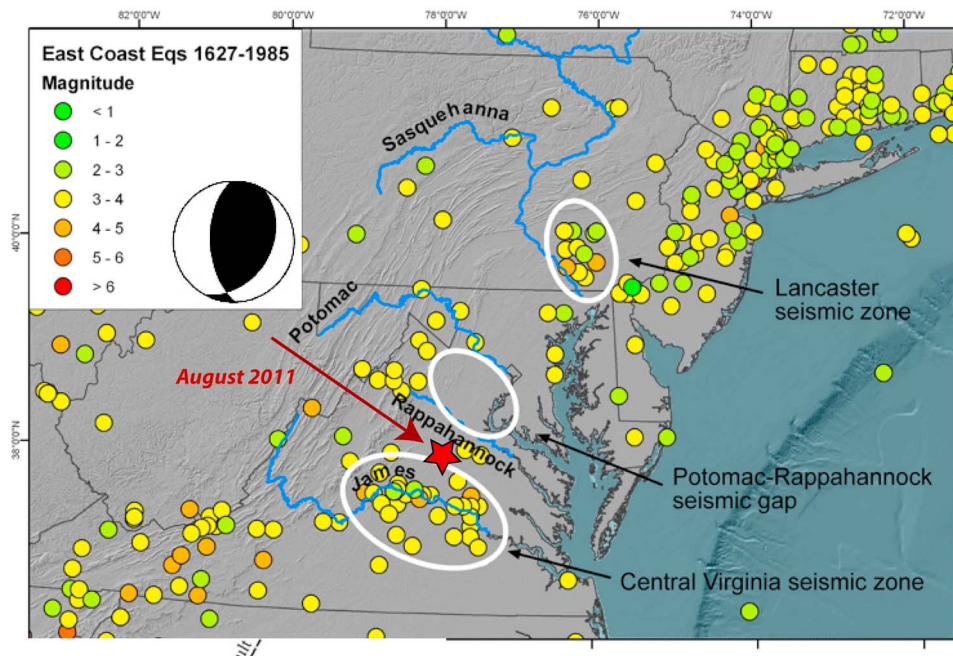 82°0'0"W
80°0'0"W
78°0'0"W
76°0'0"W
74°0'0"W
72°0'0"W
East Coast Eqs 1627-1985
Magnitude
< 1
1 - 2
2 - 3
3 - 4
4 - 5
5 - 6
> 6
40°0'0"N
38°0'0"N
Sasquehanna
Potomac
August 2011
Rappahannock
James
Lancaster
seismic zone
Potomac-Rappahannock
seismic gap
Central Virginia seismic zone